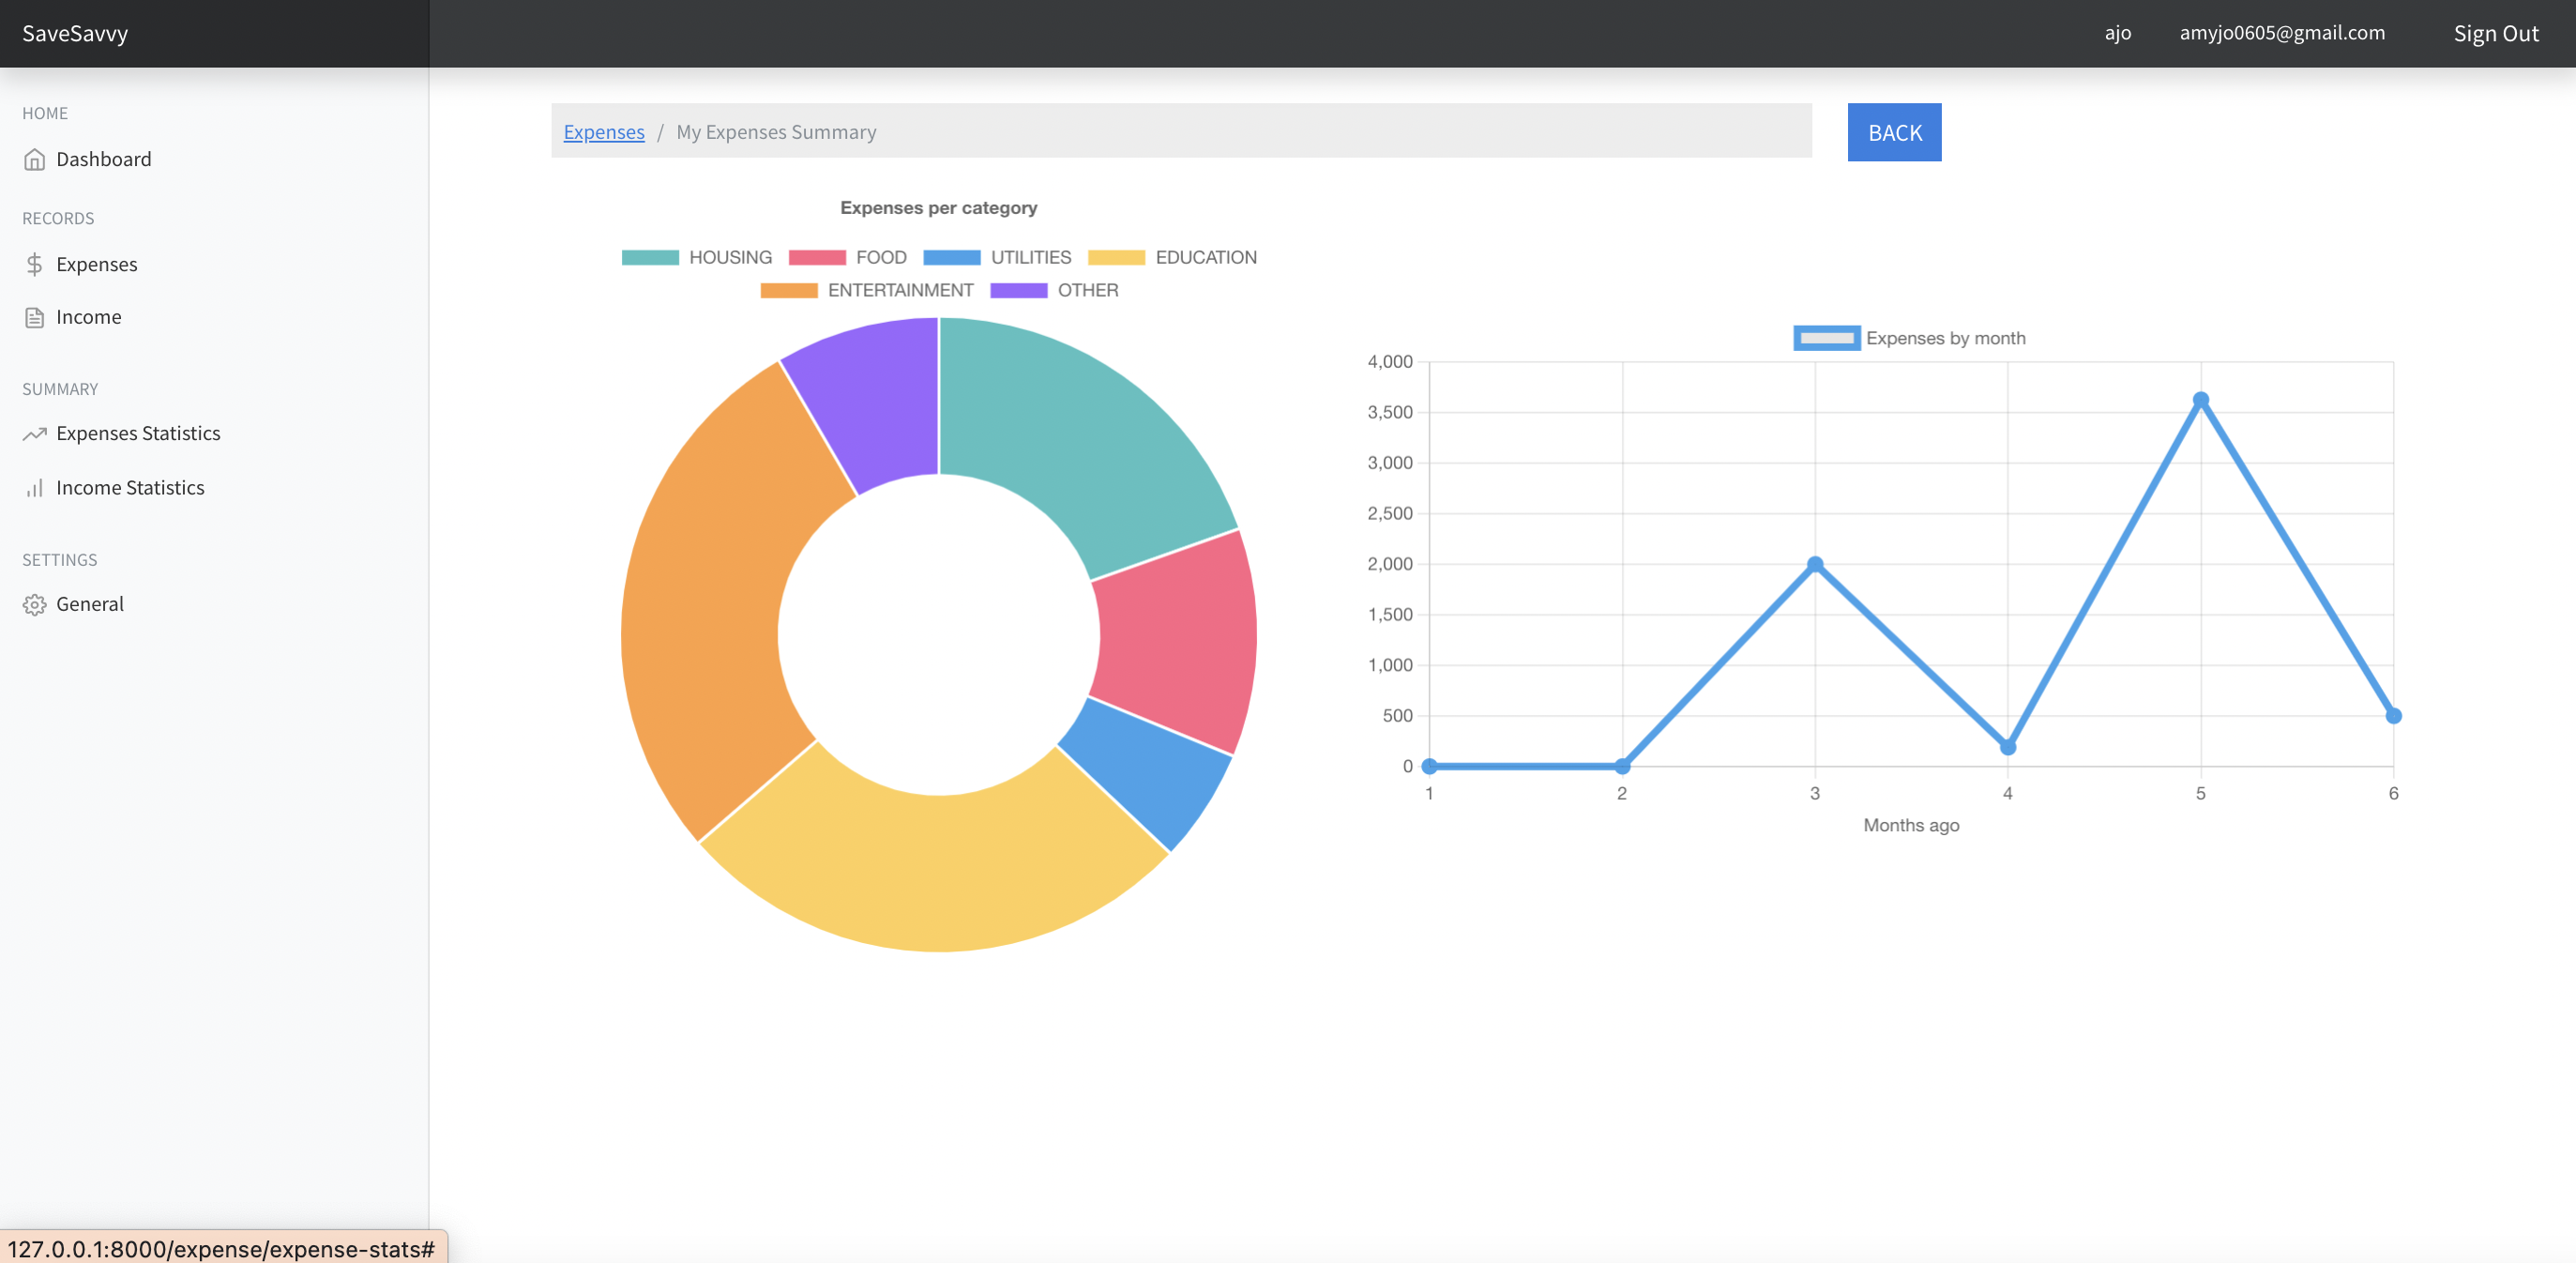 SaveSavvy
ajo amyjo0605@gmail.com Sign Out
HOME
Dashboard
RECORDS
Expenses
Income
SUMMARY
Expenses Statistics
Income Statistics
SETTINGS
General
Expenses / My Expenses Summary
BACK
Expenses per category
HOUSING FOOD UTILITIES EDUCATION
ENTERTAINMENT OTHER
Expenses by month
4,000
3,500
3,000
2,500
2,000
1,500
1,000
500
0
1 2 3 4 5 6
Months ago
127.0.0.1:8000/expense/expense-stats#